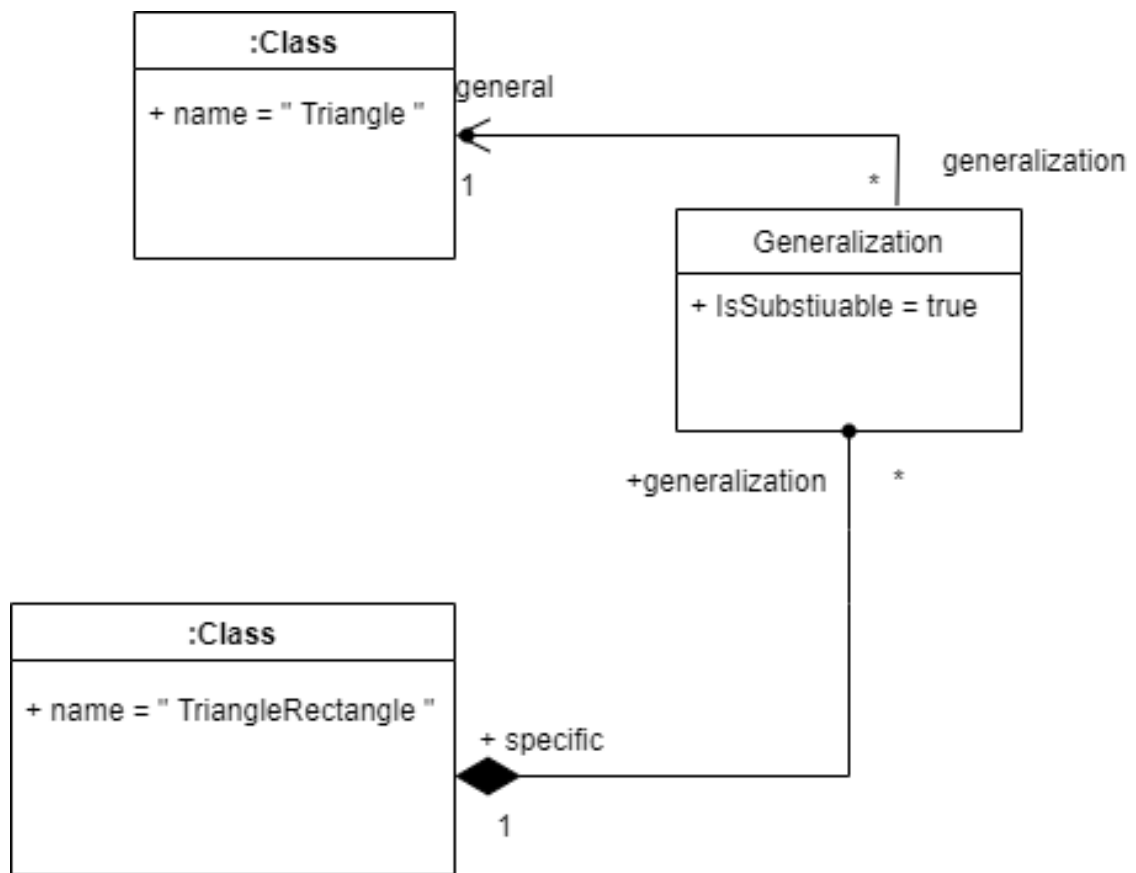 :Class
+ name = " Triangle "
general
1
*
generalization
Generalization
+ IsSubstiuable = true
+generalization
*
:Class
+ name = " TriangleRectangle "
+ specific
1